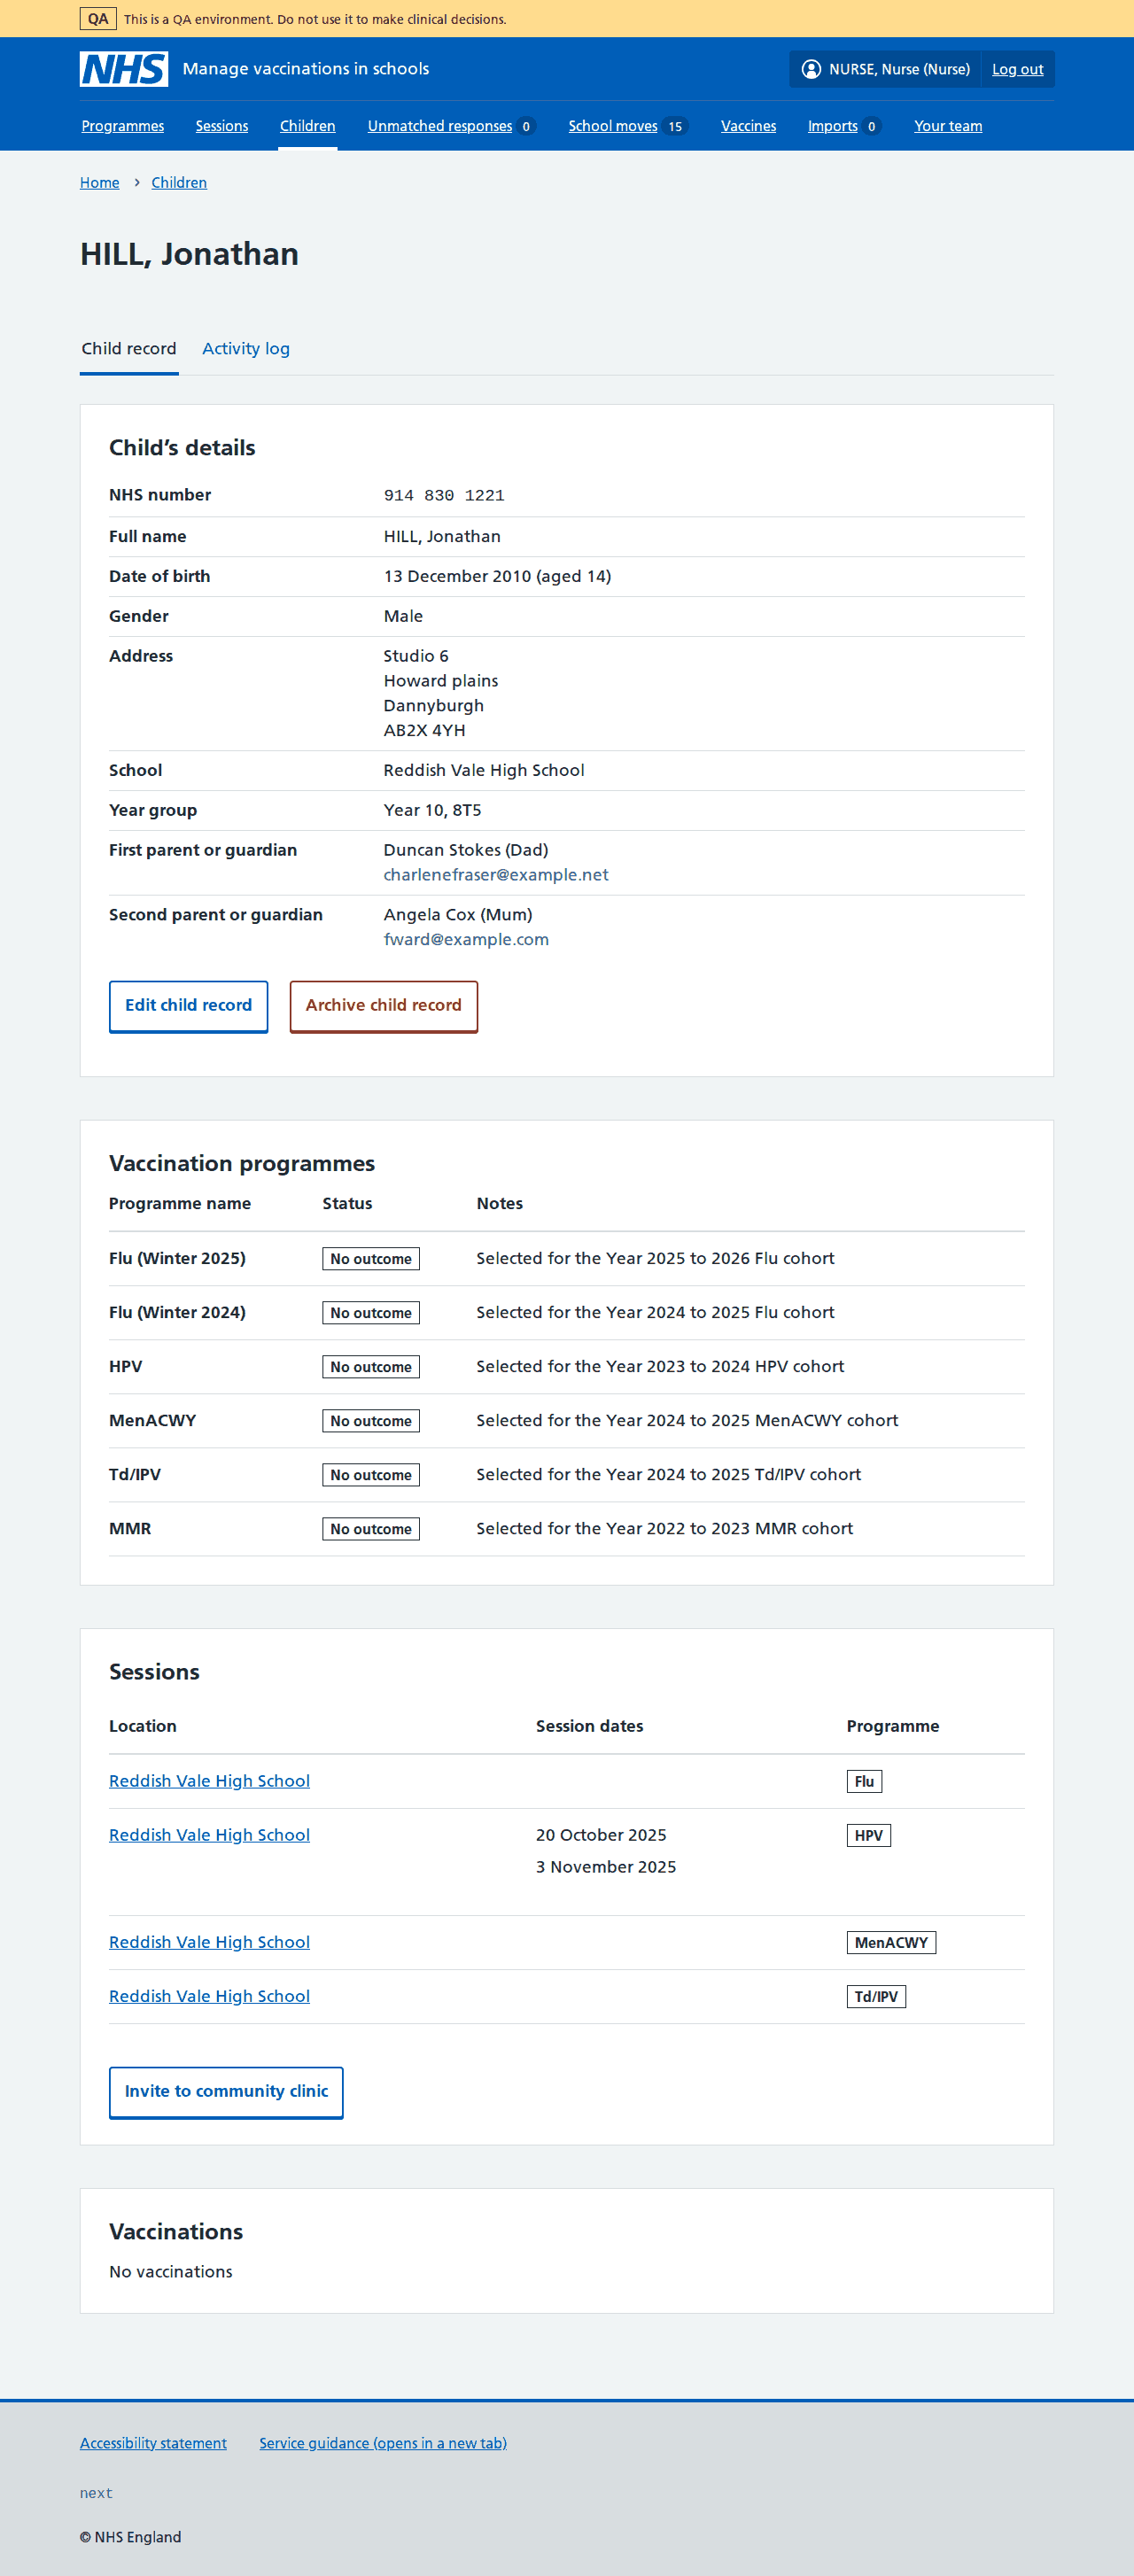 QA This is a QA environment. Do not use it to make clinical decisions.
NHS Manage vaccinations in schools NURSE, Nurse (Nurse) Log out
Programmes Sessions Children Unmatched responses 0 School moves 15 Vaccines Imports 0 Your team
Home › Children
HILL, Jonathan
Child record Activity log
Child’s details
NHS number 914 830 1221
Full name HILL, Jonathan
Date of birth 13 December 2010 (aged 14)
Gender Male
Address Studio 6
Howard plains
Dannyburgh
AB2X 4YH
School Reddish Vale High School
Year group Year 10, 8T5
First parent or guardian Duncan Stokes (Dad)
charlenefraser@example.net
Second parent or guardian Angela Cox (Mum)
fward@example.com
Edit child record Archive child record
Vaccination programmes
Programme name Status Notes
Flu (Winter 2025) No outcome Selected for the Year 2025 to 2026 Flu cohort
Flu (Winter 2024) No outcome Selected for the Year 2024 to 2025 Flu cohort
HPV No outcome Selected for the Year 2023 to 2024 HPV cohort
MenACWY No outcome Selected for the Year 2024 to 2025 MenACWY cohort
Td/IPV No outcome Selected for the Year 2024 to 2025 Td/IPV cohort
MMR No outcome Selected for the Year 2022 to 2023 MMR cohort
Sessions
Location Session dates Programme
Reddish Vale High School Flu
Reddish Vale High School 20 October 2025 HPV
3 November 2025
Reddish Vale High School MenACWY
Reddish Vale High School Td/IPV
Invite to community clinic
Vaccinations
No vaccinations
Accessibility statement Service guidance (opens in a new tab)
next
© NHS England